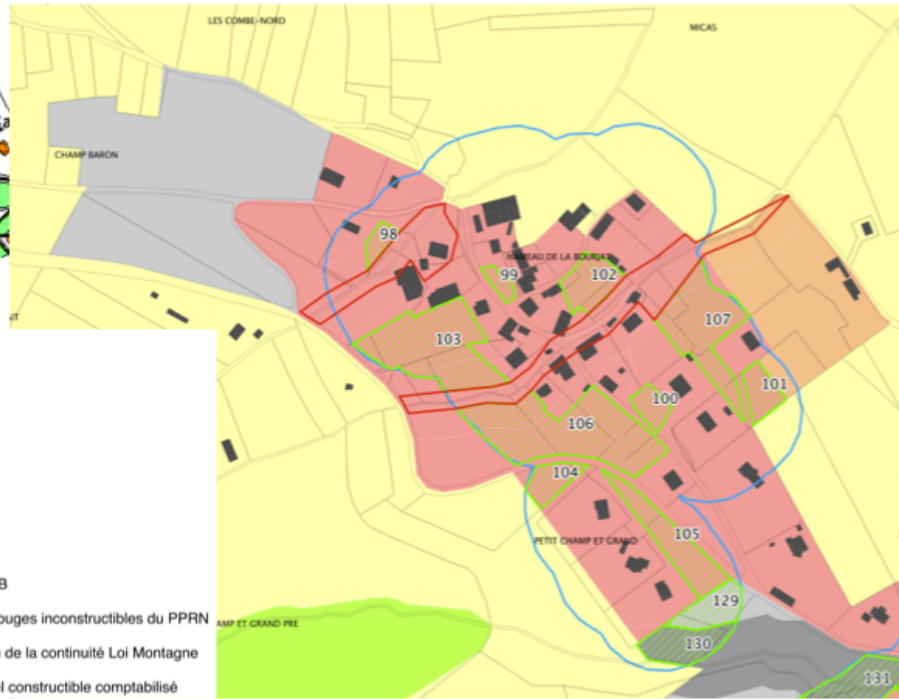 LES COMBE-NORD
MICAS
CHAMP BARON
98
HAMEAU DE LA BOURJAT
99
102
103
107
101
100
106
104
105
PETIT CHAMP ET GRAND
129
130
131
AMP ET GRAND PRE
NT
B
ouges inconstructibles du PPRN
de la continuité Loi Montagne
el constructible comptabilisé